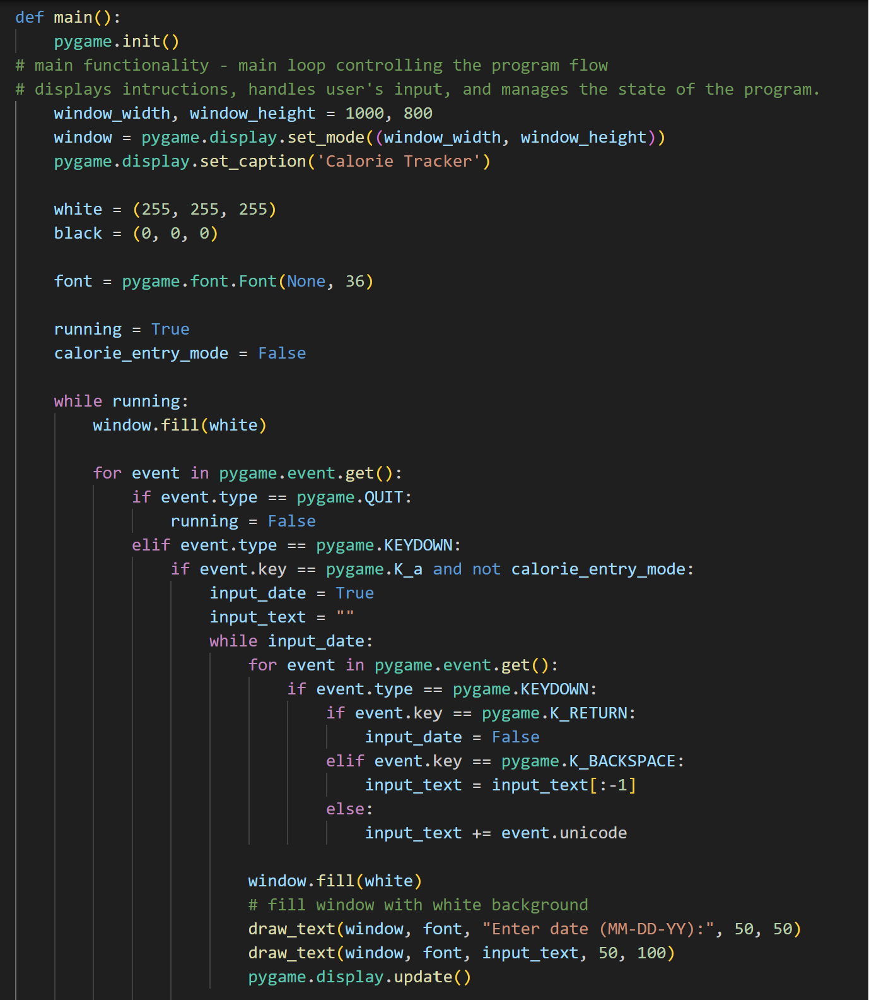 def main():
    pygame.init()
# main functionality - main loop controlling the program flow
# displays intructions, handles user's input, and manages the state of the program.
    window_width, window_height = 1000, 800
    window = pygame.display.set_mode((window_width, window_height))
    pygame.display.set_caption('Calorie Tracker')

    white = (255, 255, 255)
    black = (0, 0, 0)

    font = pygame.font.Font(None, 36)

    running = True
    calorie_entry_mode = False

    while running:
        window.fill(white)

        for event in pygame.event.get():
            if event.type == pygame.QUIT:
                running = False
            elif event.type == pygame.KEYDOWN:
                if event.key == pygame.K_a and not calorie_entry_mode:
                    input_date = True
                    input_text = ""
                    while input_date:
                        for event in pygame.event.get():
                            if event.type == pygame.KEYDOWN:
                                if event.key == pygame.K_RETURN:
                                    input_date = False
                                elif event.key == pygame.K_BACKSPACE:
                                    input_text = input_text[:-1]
                                else:
                                    input_text += event.unicode

                        window.fill(white)
                        # fill window with white background
                        draw_text(window, font, "Enter date (MM-DD-YY):", 50, 50)
                        draw_text(window, font, input_text, 50, 100)
                        pygame.display.update()